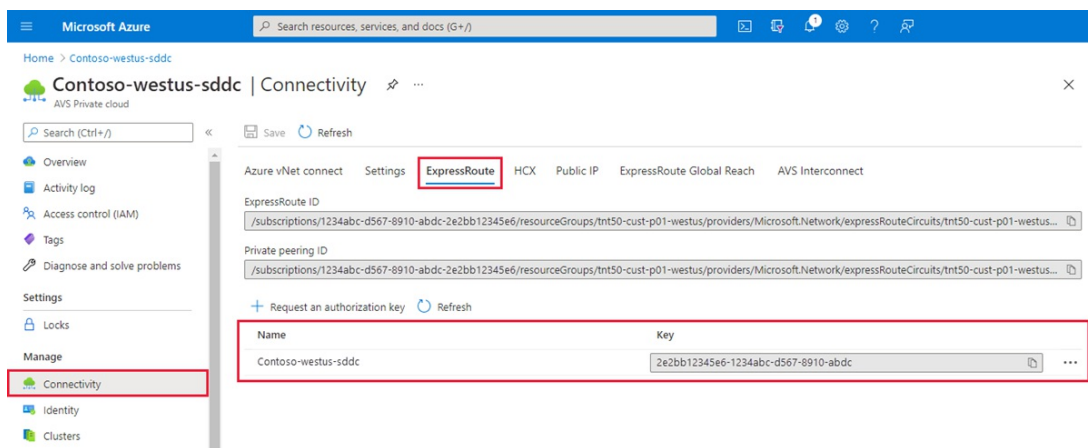 Microsoft Azure
Search resources, services, and docs (G+/)
1
Home > Contoso-westus-sddc
Contoso-westus-sddc | Connectivity
AVS Private cloud
Search (Ctrl+/)
Save Refresh
Overview
Activity log
Access control (IAM)
Tags
Diagnose and solve problems
Settings
Locks
Manage
Connectivity
Identity
Clusters
Azure vNet connect Settings ExpressRoute HCX Public IP ExpressRoute Global Reach AVS Interconnect
ExpressRoute ID
/subscriptions/1234abc-d567-8910-abdc-2e2bb12345e6/resourceGroups/tnt50-cust-p01-westus/providers/Microsoft.Network/expressRouteCircuits/tnt50-cust-p01-westus...
Private peering ID
/subscriptions/1234abc-d567-8910-abdc-2e2bb12345e6/resourceGroups/tnt50-cust-p01-westus/providers/Microsoft.Network/expressRouteCircuits/tnt50-cust-p01-westus...
+ Request an authorization key Refresh
Name Key
Contoso-westus-sddc 2e2bb12345e6-1234abc-d567-8910-abdc